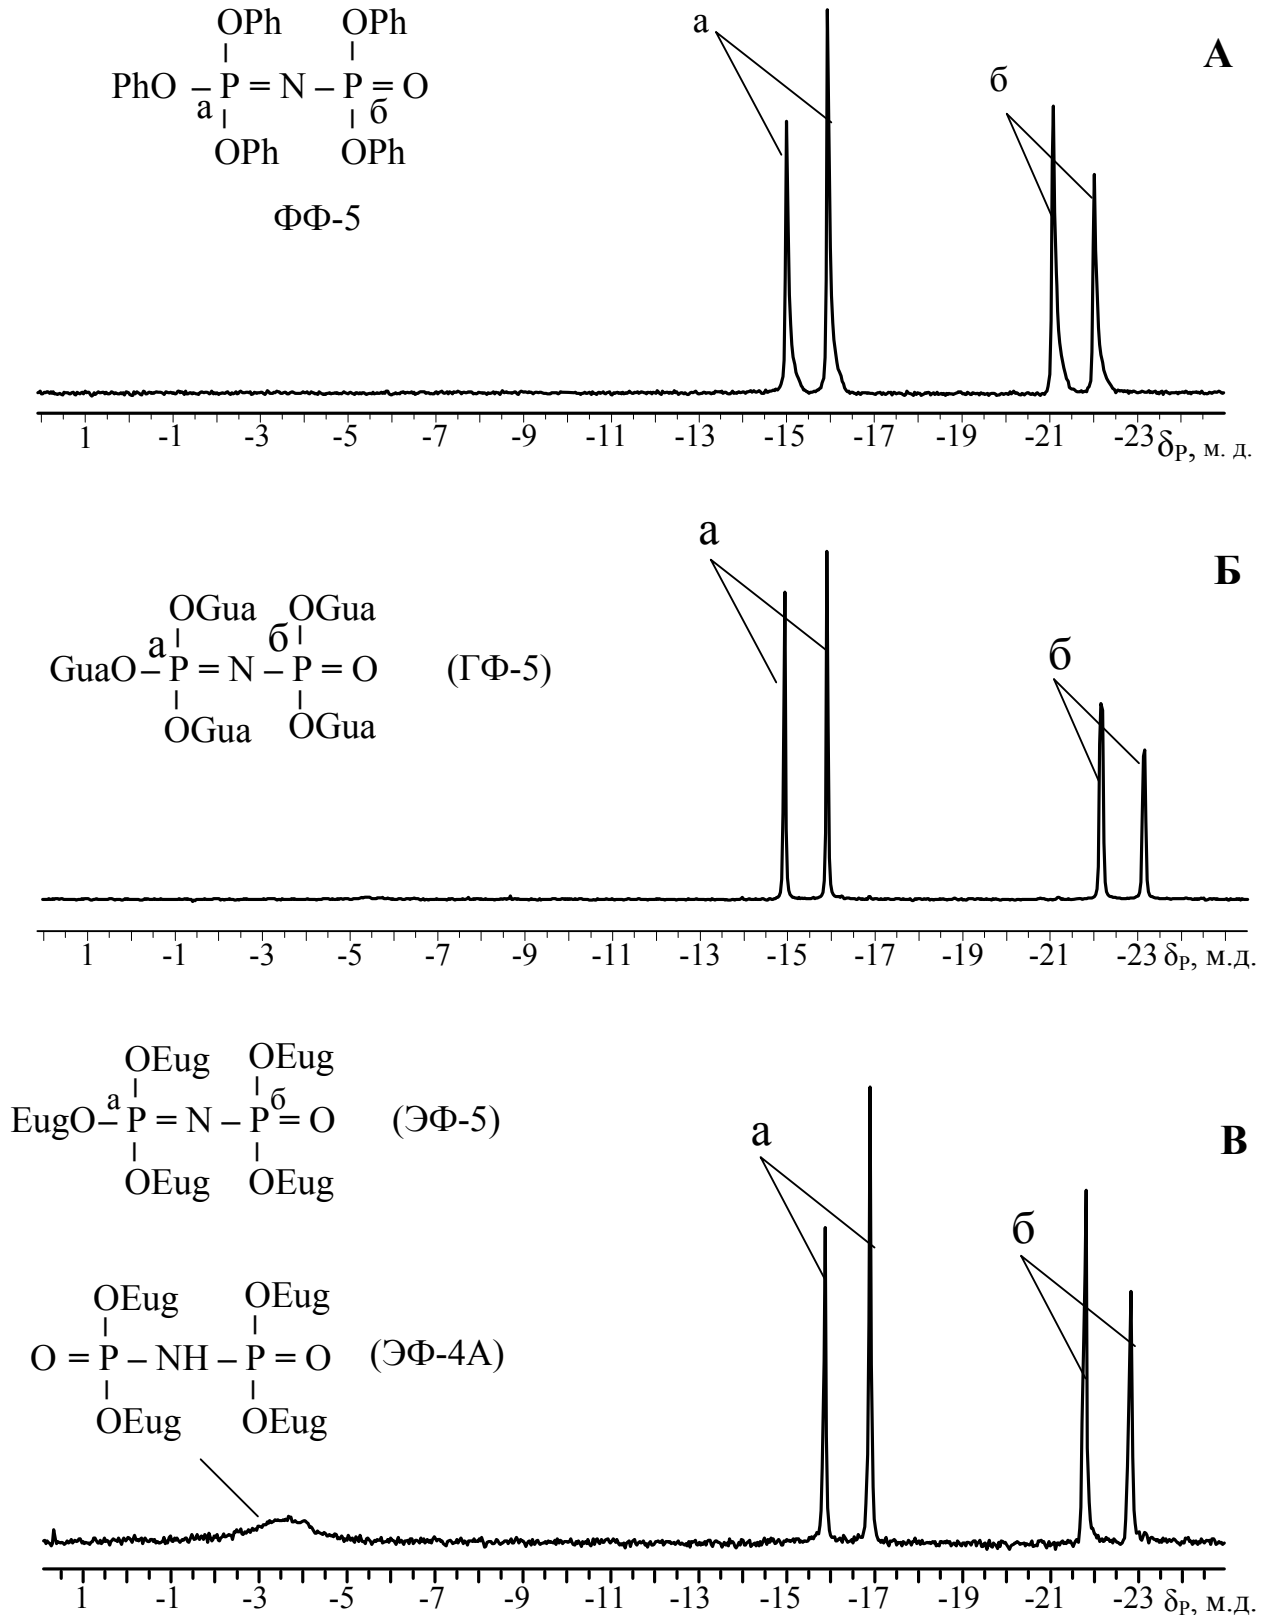 OPh OPh
PhO – P = N – P = O
а б
OPh OPh
ФФ-5
а
б
А
1 -1 -3 -5 -7 -9 -11 -13 -15 -17 -19 -21 -23 δP, м. д.
OGua OGua
а б
GuaO – P = N – P = O (ГФ-5)
OGua OGua
а
б
Б
1 -1 -3 -5 -7 -9 -11 -13 -15 -17 -19 -21 -23 δP, м.д.
OEug OEug
а б
EugO – P = N – P = O (ЭФ-5)
OEug OEug
а
б
В
OEug OEug
O = P – NH – P = O (ЭФ-4А)
OEug OEug
1 -1 -3 -5 -7 -9 -11 -13 -15 -17 -19 -21 -23 δP, м.д.